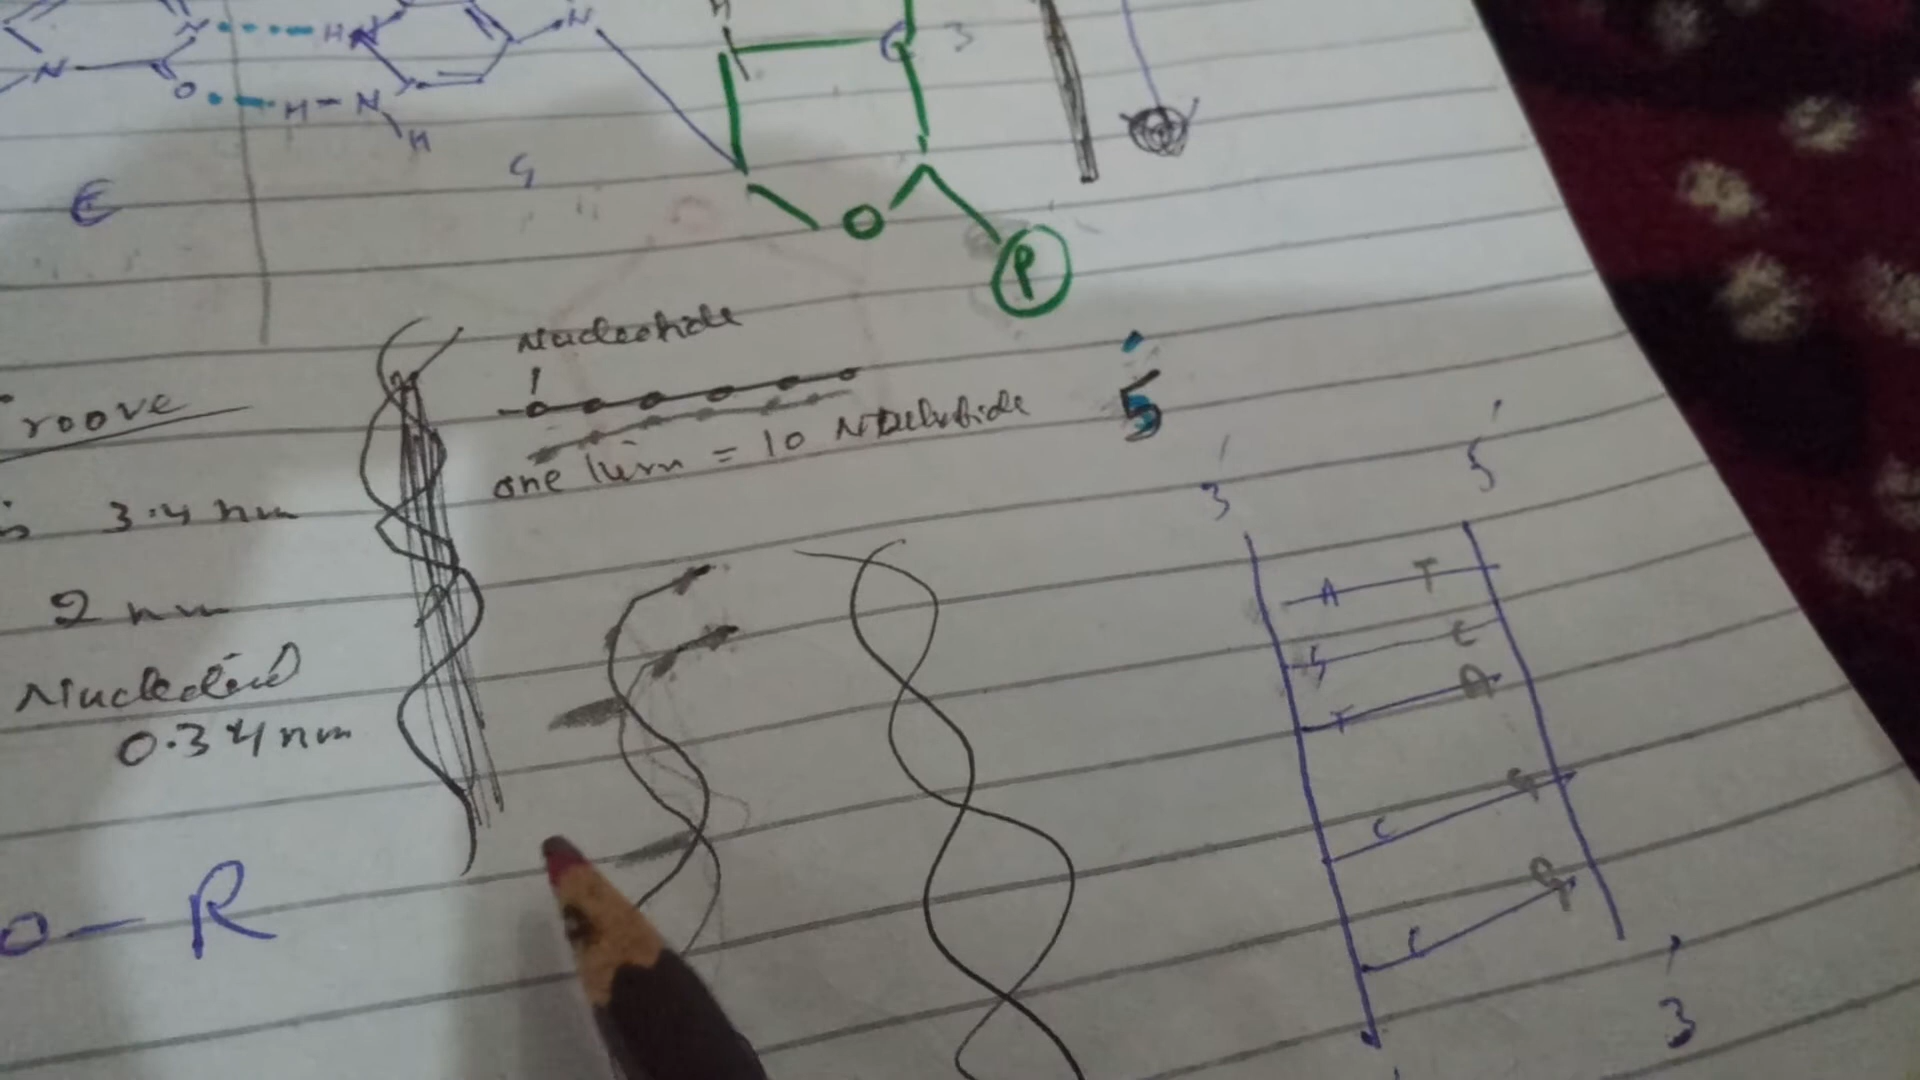 N H N N
O H-N
H
C G
H
C 3
O
P
Nucleotide
roove
one turn = 10 Nucleotide
5
is 3.4 nm
3' 5'
2 nm
A T
G C
T A
0.34 nm
C G
O-R
C G
3'